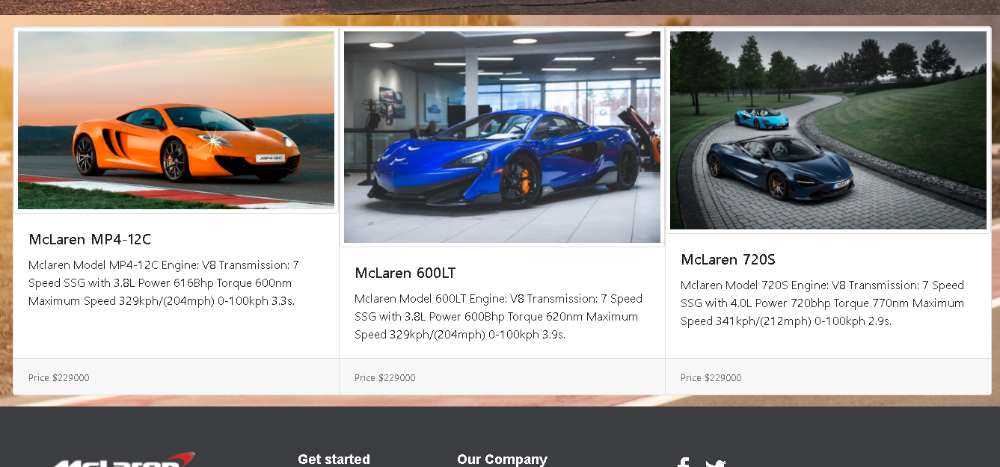 MP4-12C
McLaren MP4-12C
Mclaren Model MP4-12C Engine: V8 Transmission: 7
Speed SSG with 3.8L Power 616Bhp Torque 600nm
Maximum Speed 329kph/(204mph) 0-100kph 3.3s.
Price $229000
McLaren 600LT
Mclaren Model 600LT Engine: V8 Transmission: 7 Speed
SSG with 3.8L Power 600Bhp Torque 620nm Maximum
Speed 329kph/(204mph) 0-100kph 3.9s.
Price $229000
McLaren 720S
Mclaren Model 720S Engine: V8 Transmission: 7 Speed
SSG with 4.0L Power 720bhp Torque 770nm Maximum
Speed 341kph/(212mph) 0-100kph 2.9s.
Price $229000
McLaren
Get started
Our Company